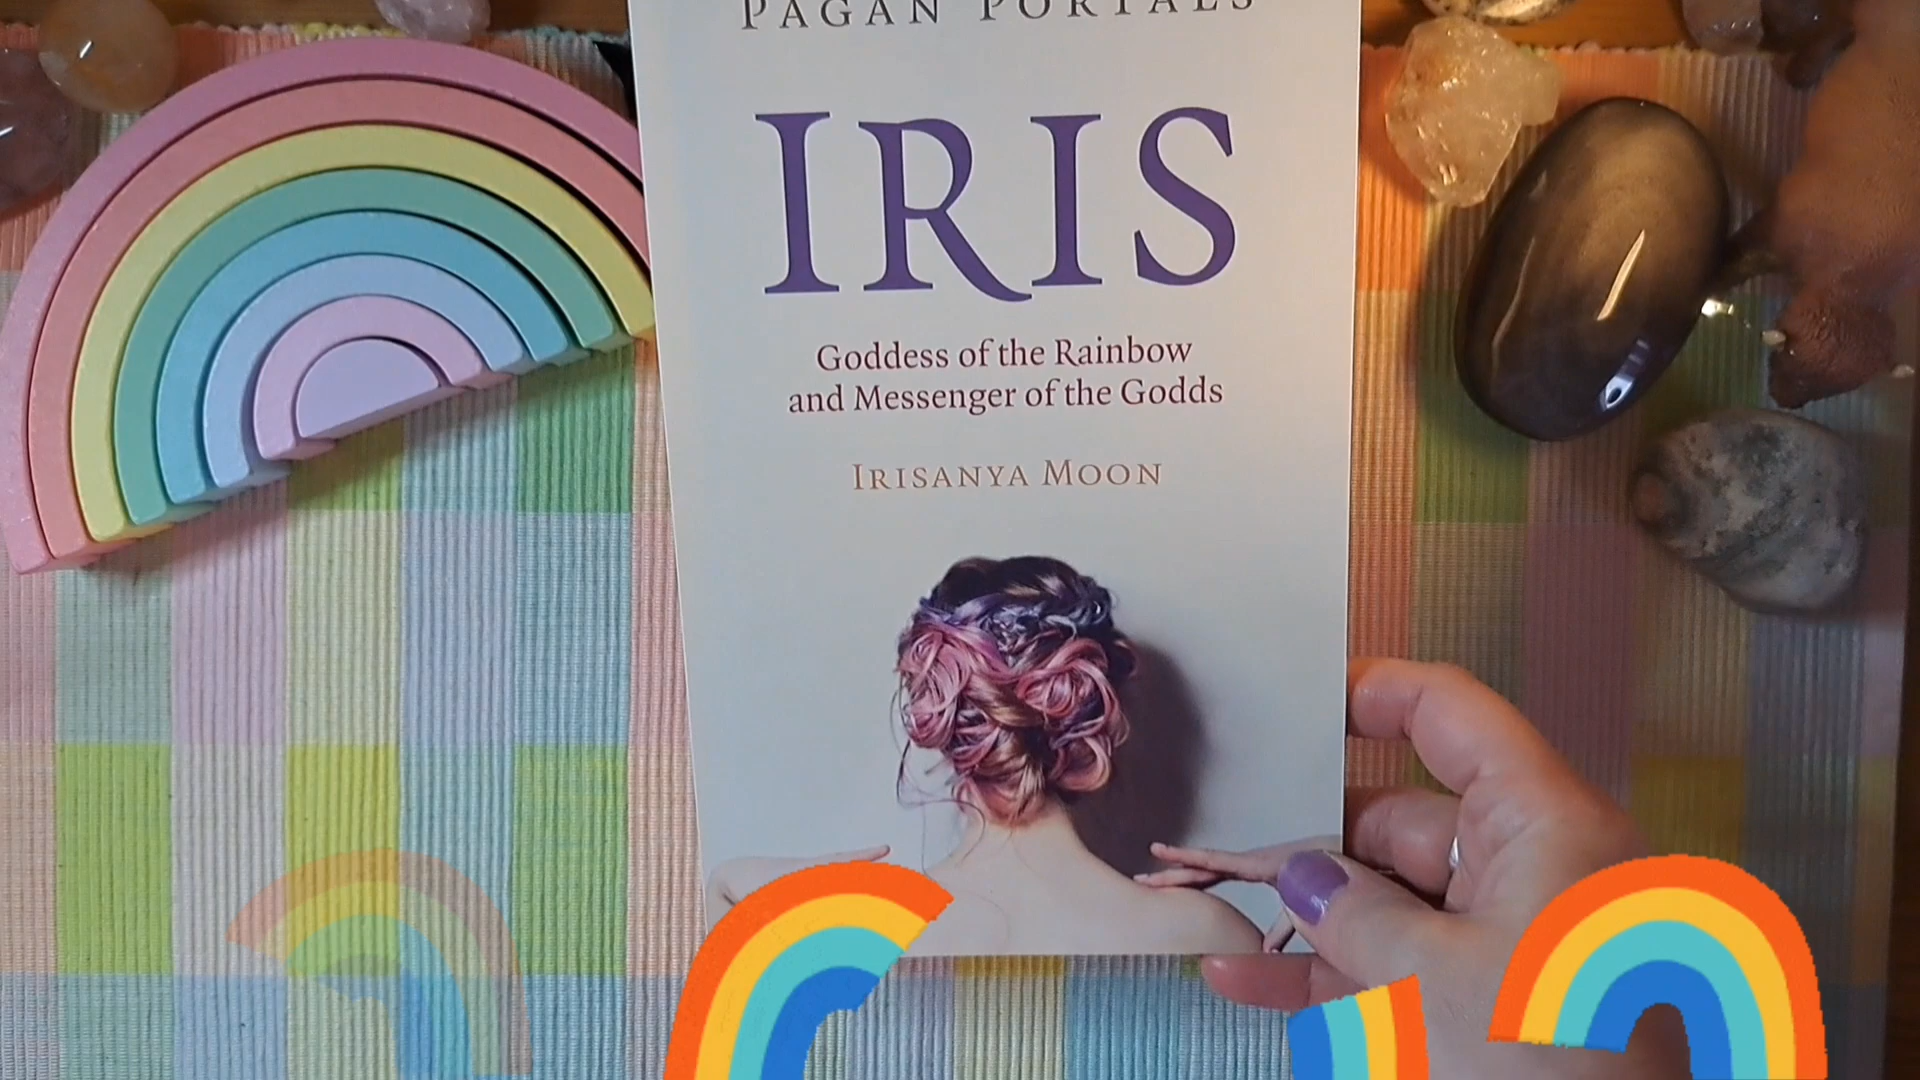 PAGAN PORTALS
IRIS
Goddess of the Rainbow
and Messenger of the Godds
IRISANYA MOON